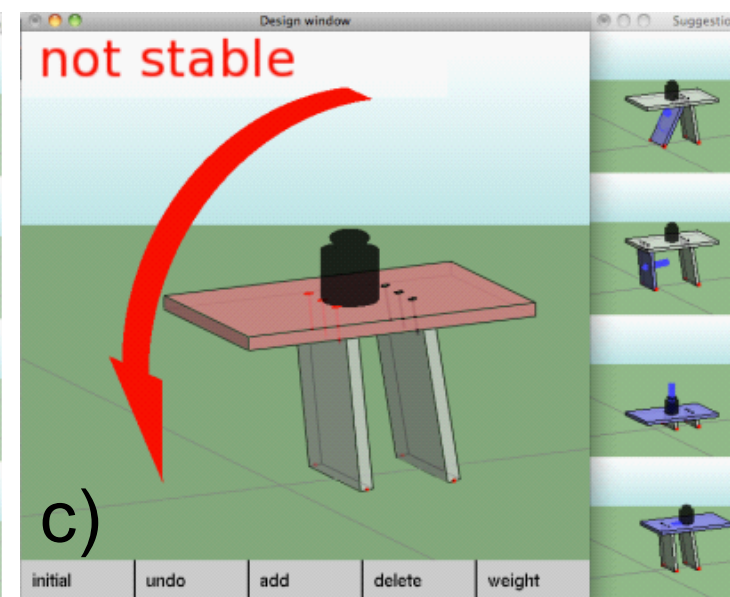 Design window
Suggestio
not stable
c)
initial
undo
add
delete
weight